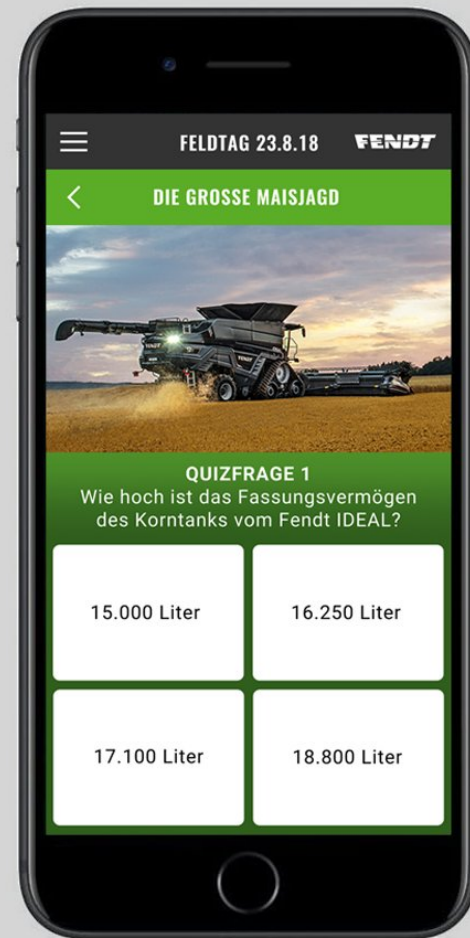 FELDTAG 23.8.18 FENDT
DIE GROSSE MAISJAGD
FENDT
QUIZFRAGE 1
Wie hoch ist das Fassungsvermögen
des Korntanks vom Fendt IDEAL?
15.000 Liter
16.250 Liter
17.100 Liter
18.800 Liter